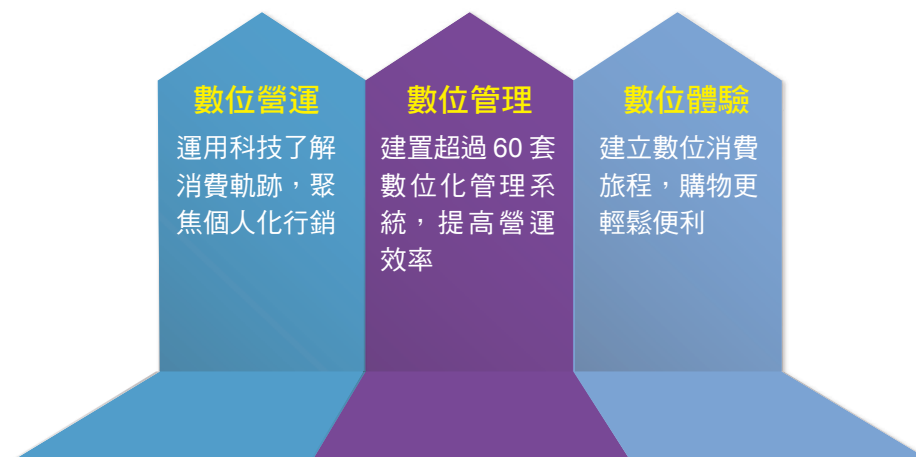 數位營運
運用科技了解
消費軌跡,聚
焦個人化行銷
數位管理
建置超過 60 套
數位化管理系
統,提高營運
效率
數位體驗
建立數位消費
旅程,購物更
輕鬆便利